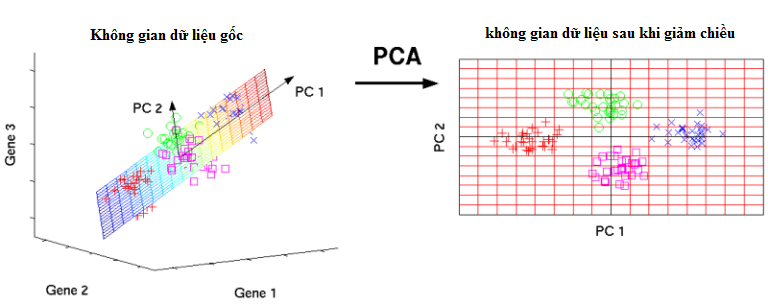 Không gian dữ liệu gốc
PC 2
PC 1
Gene 3
Gene 2
Gene 1
PCA
không gian dữ liệu sau khi giảm chiều
PC 2
PC 1